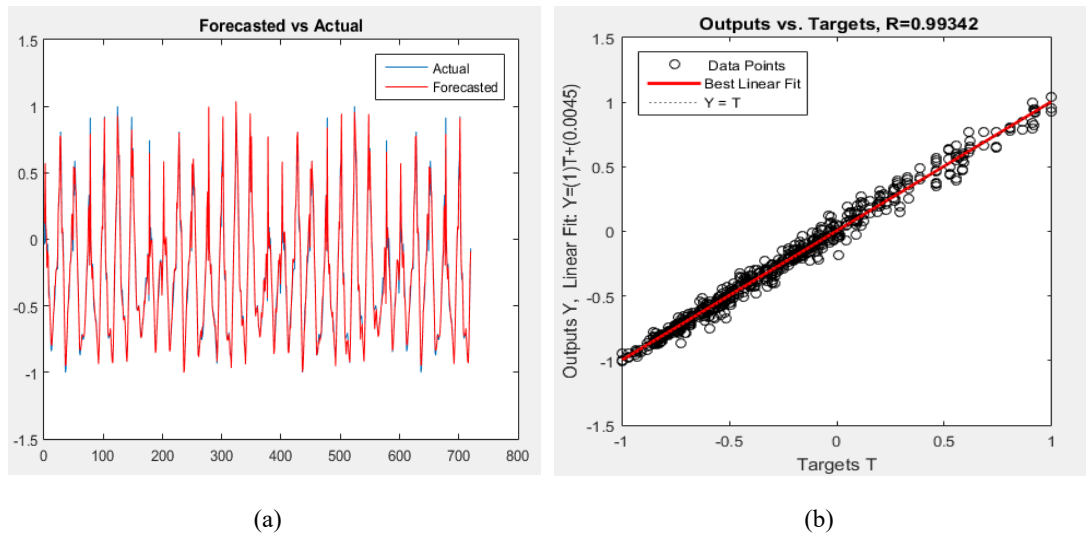 Forecasted vs Actual
1.5
1
0.5
0
-0.5
-1
-1.5
0 100 200 300 400 500 600 700 800
Actual
Forecasted
(a)
Outputs vs. Targets, R=0.99342
Outputs Y , Linear Fit: Y=(1)T+(0.0045)
1.5
1
0.5
0
-0.5
-1
-1.5
-1 -0.5 0 0.5 1
Targets T
Data Points
Best Linear Fit
Y = T
(b)